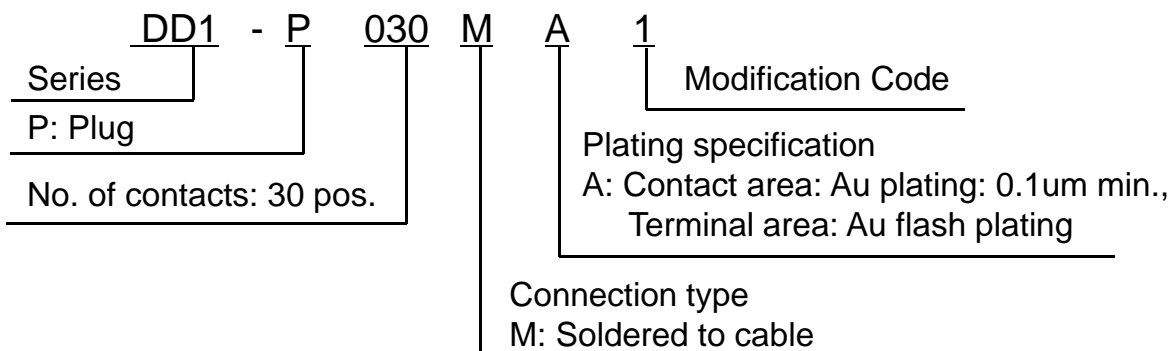 DD1 - P 030 M A 1
Series
Modification Code
P: Plug
Plating specification
No. of contacts: 30 pos.
A: Contact area: Au plating: 0.1um min.,
Terminal area: Au flash plating
Connection type
M: Soldered to cable